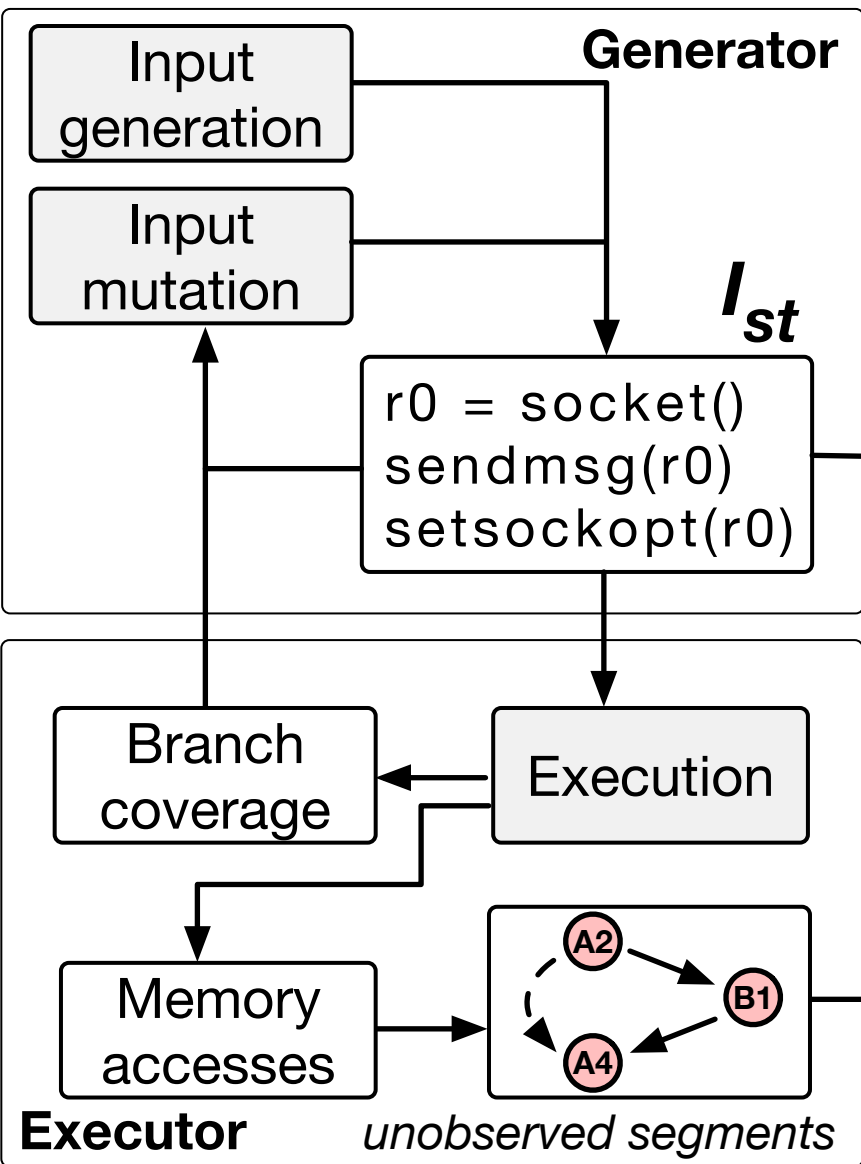 Generator
Input
generation
Input
mutation
I_st
r0 = socket()
sendmsg(r0)
setsockopt(r0)
Branch
coverage
Execution
Memory
accesses
A2
B1
A4
Executor
unobserved segments